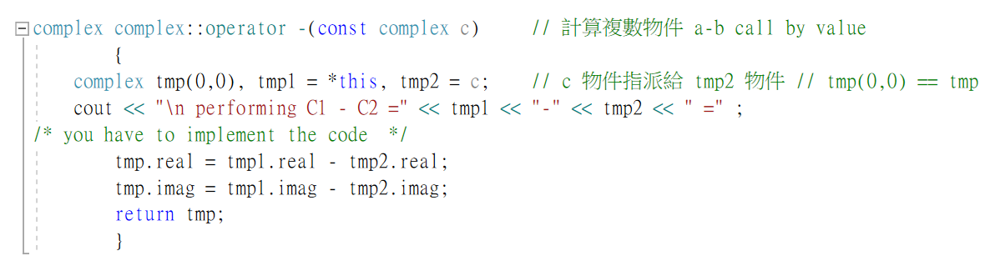 complex complex::operator -(const complex c)      // 計算複數物件 a-b call by value
{
complex tmp(0,0), tmp1 = *this, tmp2 = c;    // c 物件指派給 tmp2 物件 // tmp(0,0) == tmp
cout << "\n performing C1 - C2 =" << tmp1 << "-" << tmp2 << " =" ;
/* you have to implement the code  */
tmp.real = tmp1.real - tmp2.real;
tmp.imag = tmp1.imag - tmp2.imag;
return tmp;
}